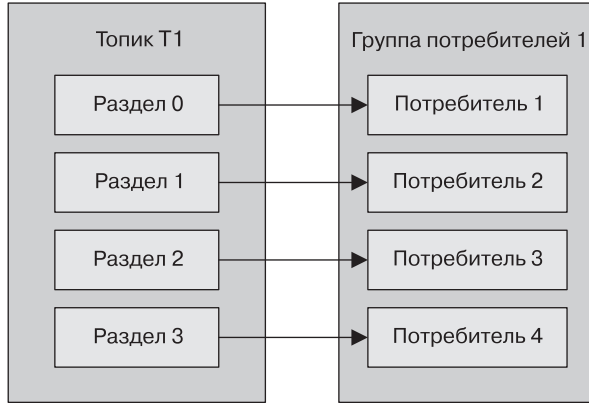 Топик T1
Группа потребителей 1
Раздел 0
Потребитель 1
Раздел 1
Потребитель 2
Раздел 2
Потребитель 3
Раздел 3
Потребитель 4